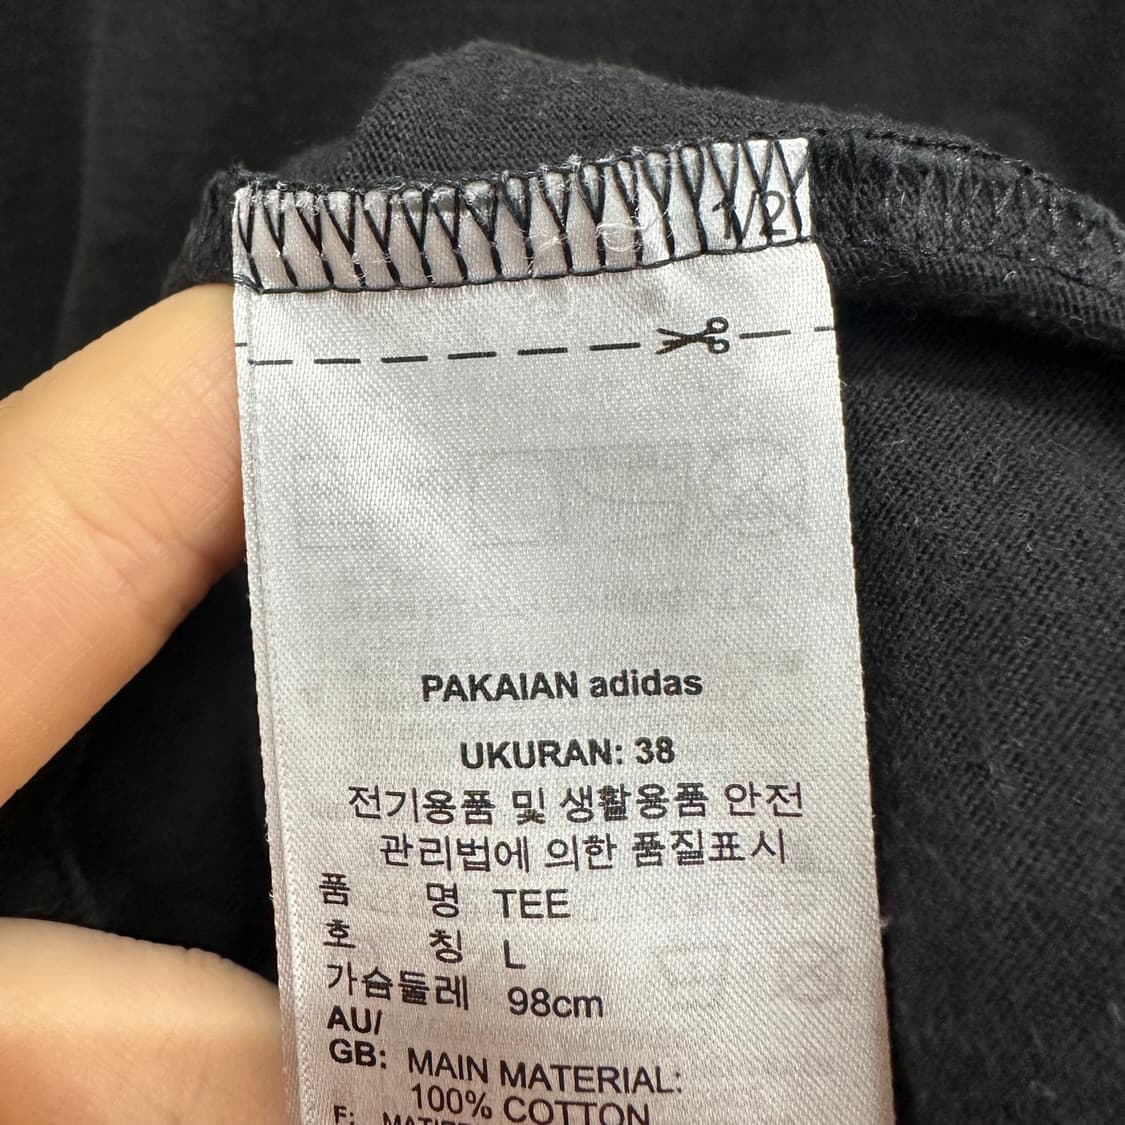 1/2
PAKAIAN adidas
UKURAN: 38
전기용품 및 생활용품 안전
관리법에 의한 품질표시
품 명 TEE
호 칭 L
가슴둘레 98cm
AU/
GB: MAIN MATERIAL:
100% COTTON
F: